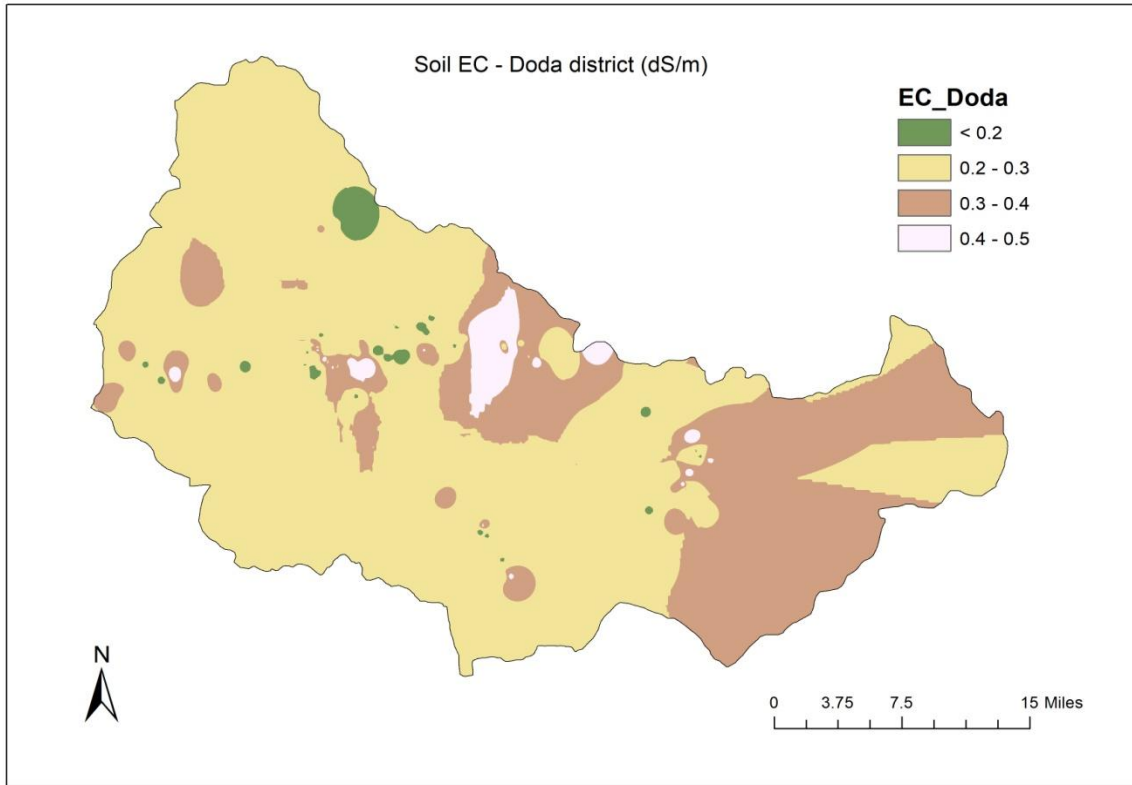 Soil EC - Doda district (dS/m)
EC_Doda
< 0.2
0.2 - 0.3
0.3 - 0.4
0.4 - 0.5
N
0 3.75 7.5 15 Miles